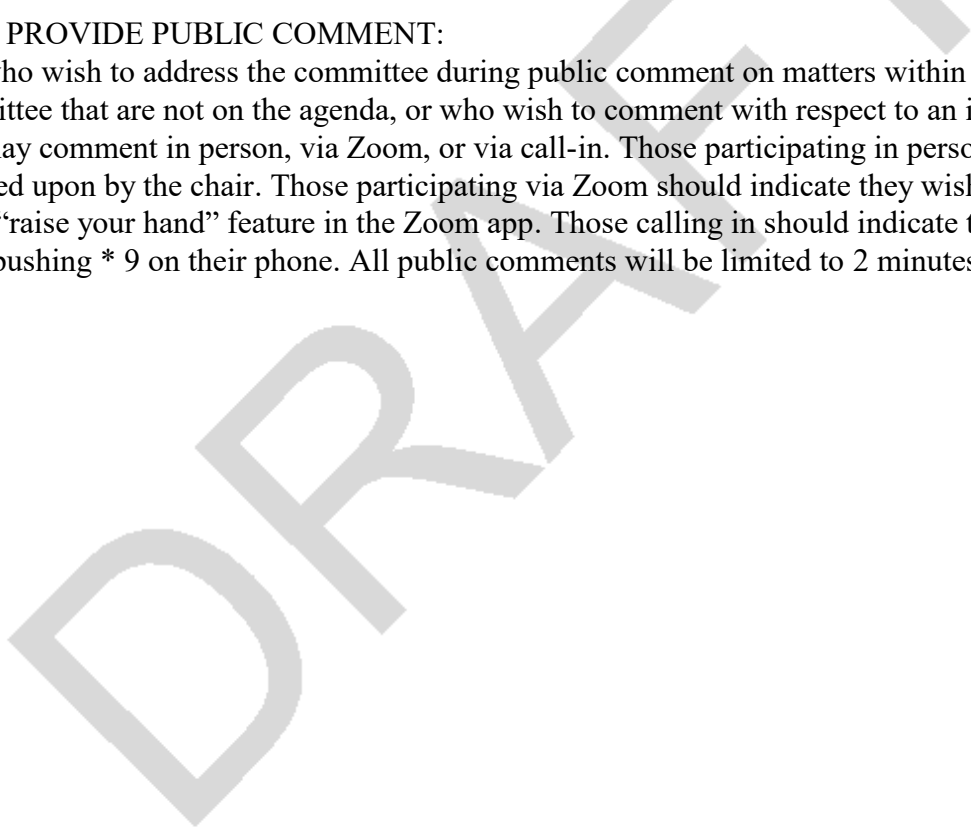 PROVIDE PUBLIC COMMENT:
who wish to address the committee during public comment on matters within
ittee that are not on the agenda, or who wish to comment with respect to an i
may comment in person, via Zoom, or via call-in. Those participating in perso
ed upon by the chair. Those participating via Zoom should indicate they wish
“raise your hand” feature in the Zoom app. Those calling in should indicate t
pushing * 9 on their phone. All public comments will be limited to 2 minutes
DRAFT